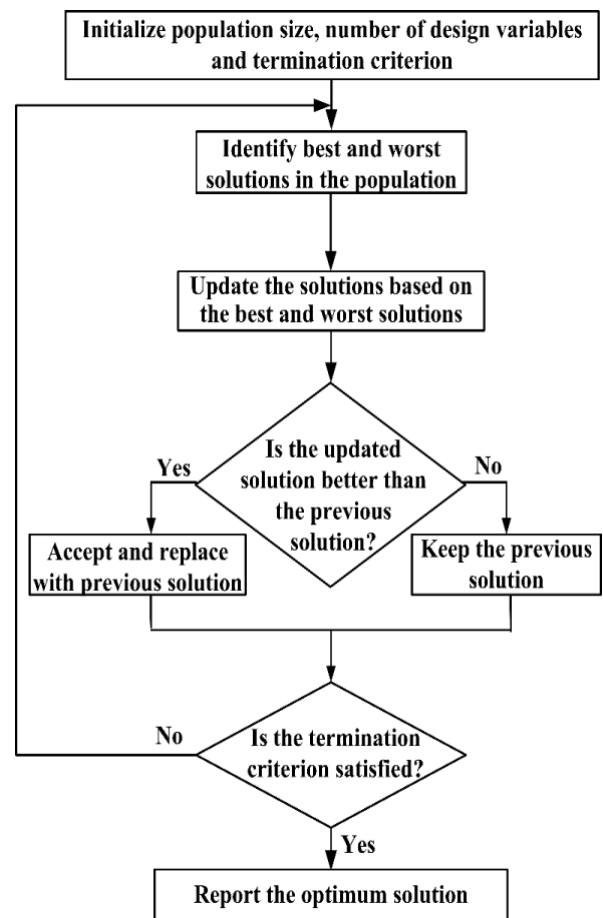 Initialize population size, number of design variables
and termination criterion
Identify best and worst
solutions in the population
Update the solutions based on
the best and worst solutions
Is the updated
solution better than
the previous
solution?
Yes
No
Accept and replace
with previous solution
Keep the previous
solution
Is the termination
criterion satisfied?
No
Yes
Report the optimum solution